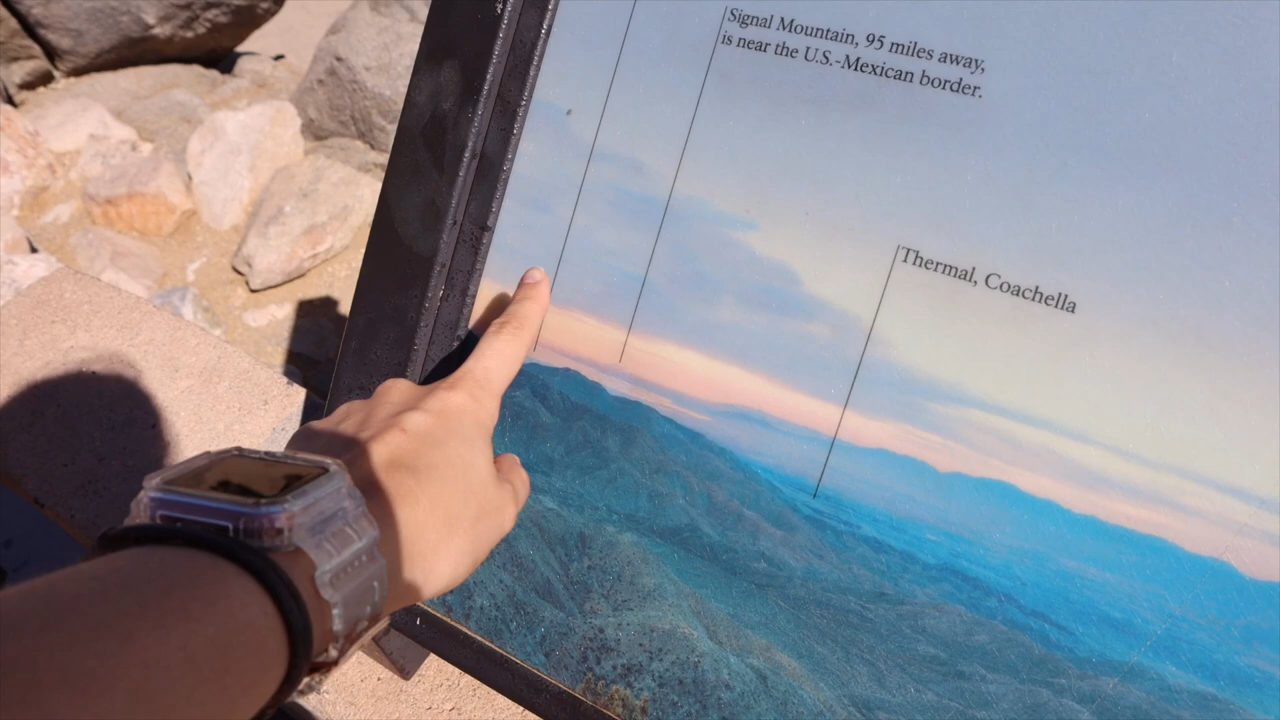 Signal Mountain, 95 miles away,
is near the U.S.-Mexican border.
Thermal, Coachella